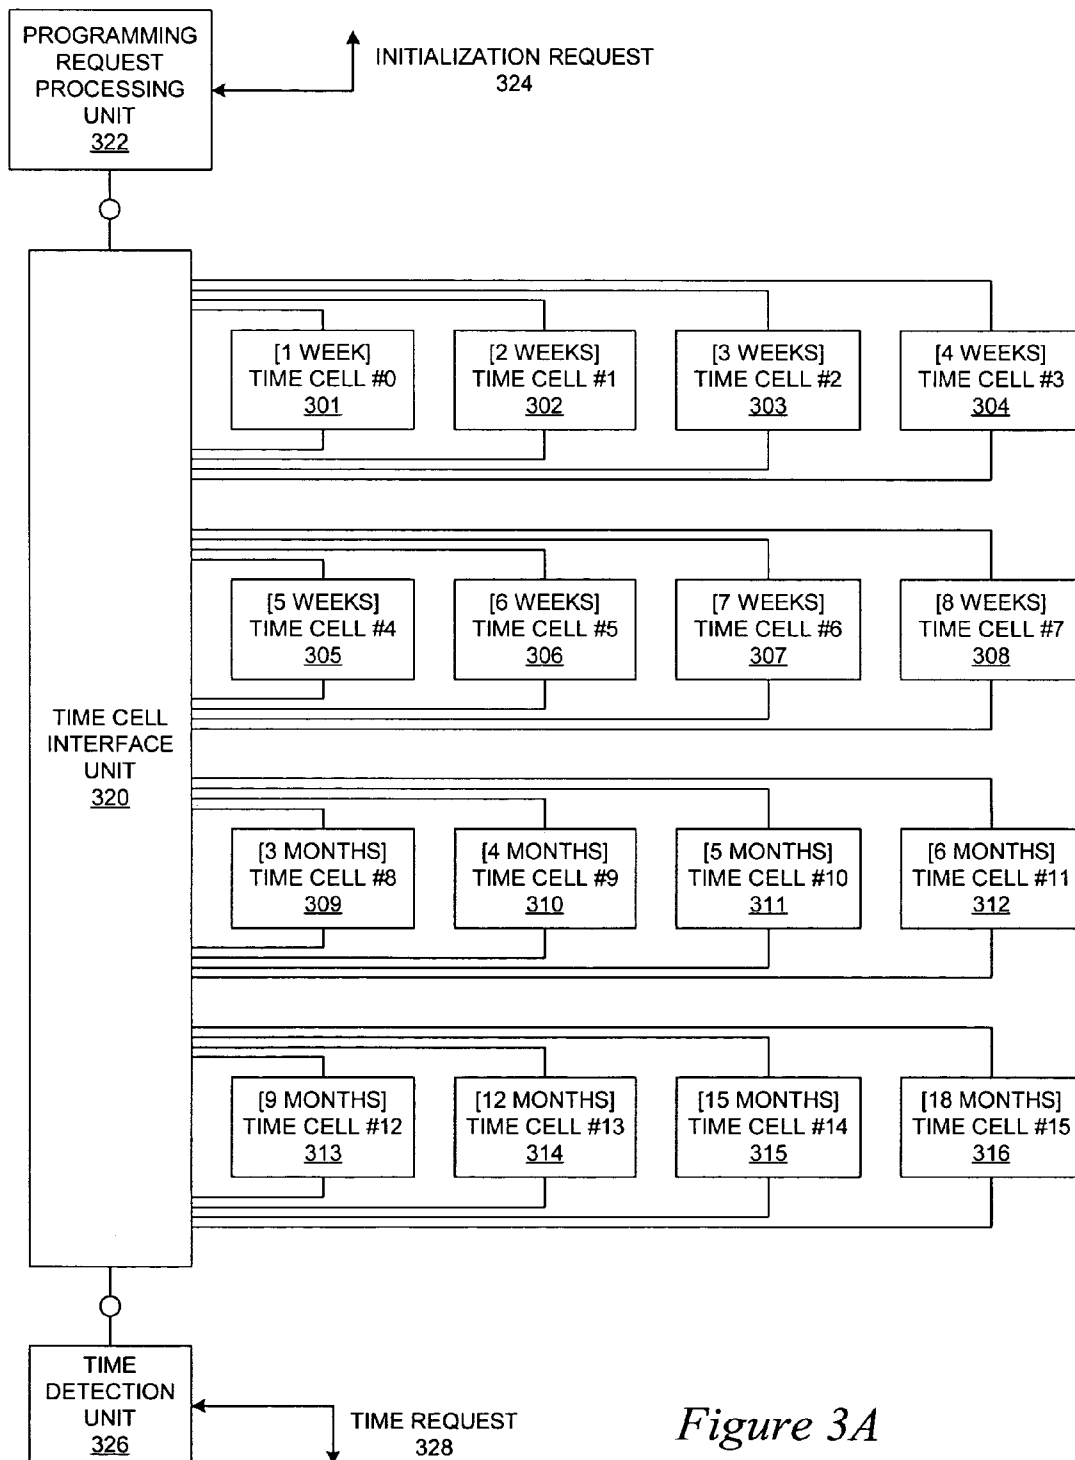 PROGRAMMING
REQUEST
PROCESSING
UNIT
322
INITIALIZATION REQUEST
324
[1 WEEK]
TIME CELL #0
301
[2 WEEKS]
TIME CELL #1
302
[3 WEEKS]
TIME CELL #2
303
[4 WEEKS]
TIME CELL #3
304
[5 WEEKS]
TIME CELL #4
305
[6 WEEKS]
TIME CELL #5
306
[7 WEEKS]
TIME CELL #6
307
[8 WEEKS]
TIME CELL #7
308
TIME CELL
INTERFACE
UNIT
320
[3 MONTHS]
TIME CELL #8
309
[4 MONTHS]
TIME CELL #9
310
[5 MONTHS]
TIME CELL #10
311
[6 MONTHS]
TIME CELL #11
312
[9 MONTHS]
TIME CELL #12
313
[12 MONTHS]
TIME CELL #13
314
[15 MONTHS]
TIME CELL #14
315
[18 MONTHS]
TIME CELL #15
316
TIME
DETECTION
UNIT
326
TIME REQUEST
328
Figure 3A